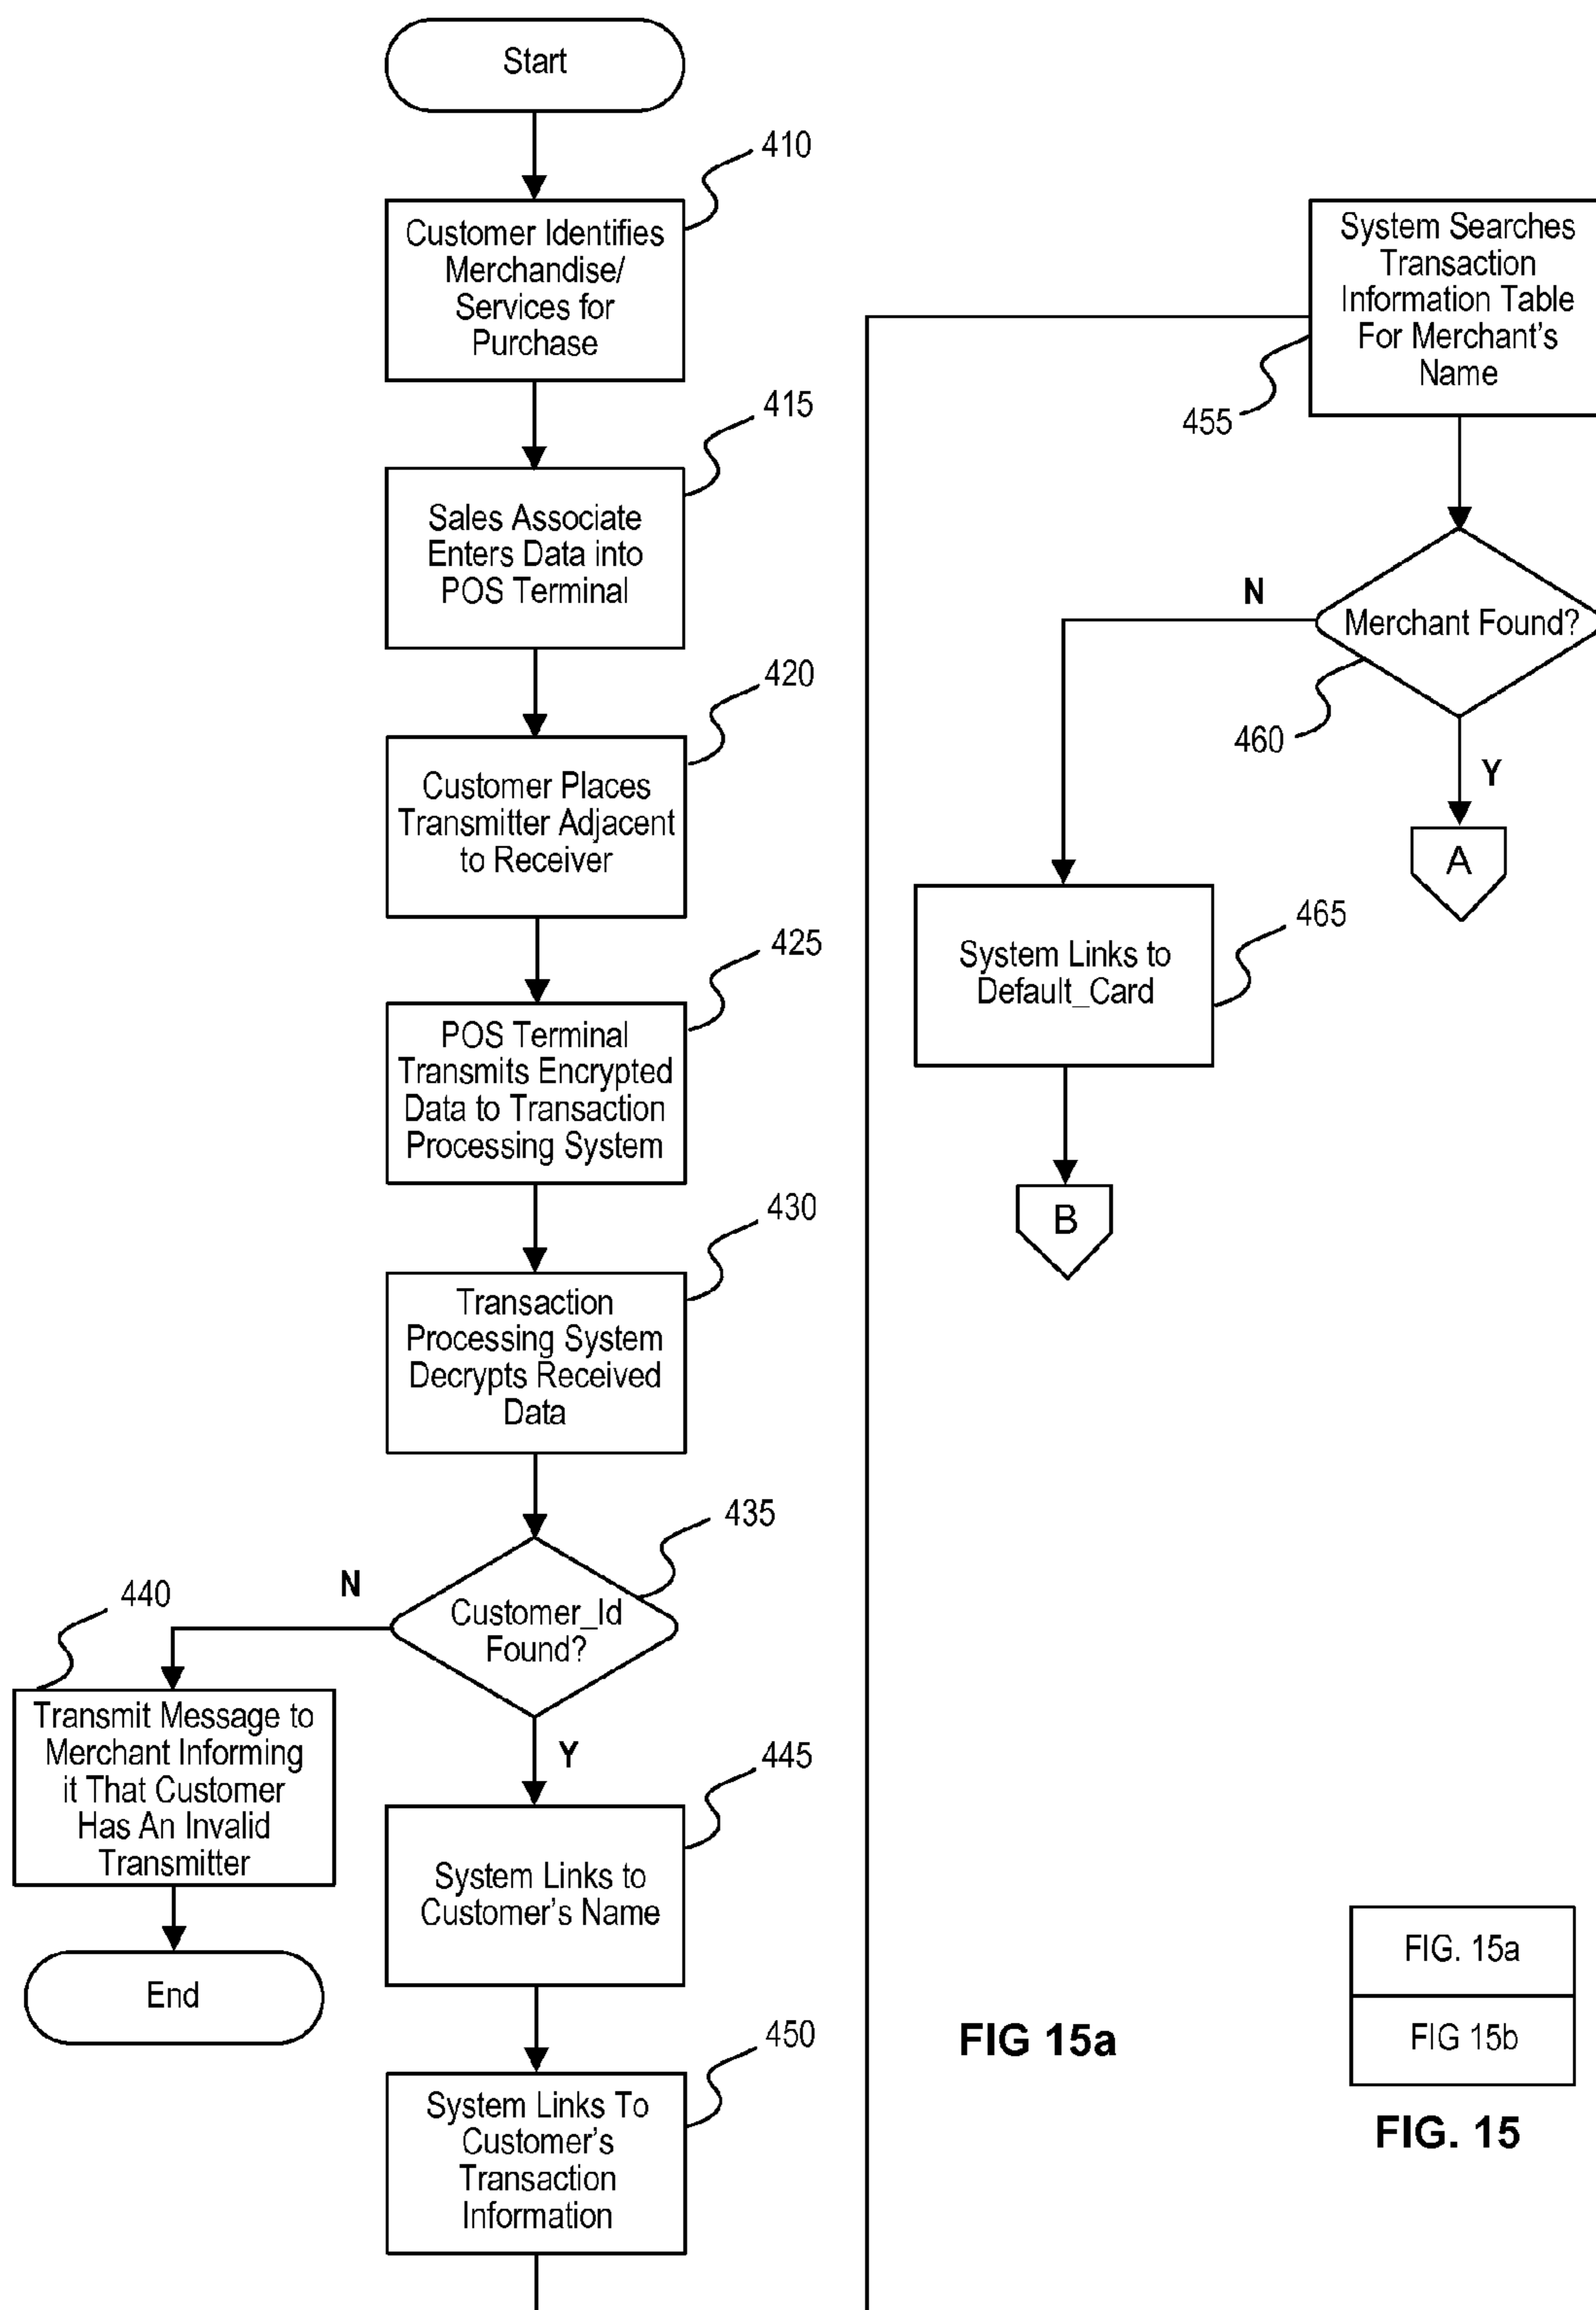 Start
410
Customer Identifies
Merchandise/
Services for
Purchase
415
Sales Associate
Enters Data into
POS Terminal
420
Customer Places
Transmitter Adjacent
to Receiver
425
POS Terminal
Transmits Encrypted
Data to Transaction
Processing System
430
Transaction
Processing System
Decrypts Received
Data
435
Customer_Id
Found?
N
440
Transmit Message to
Merchant Informing
it That Customer
Has An Invalid
Transmitter
End
Y
445
System Links to
Customer's Name
450
System Links To
Customer's
Transaction
Information
System Searches
Transaction
Information Table
For Merchant's
Name
455
Merchant Found?
460
N
Y
A
465
System Links to
Default_Card
B
FIG 15a
FIG. 15a
FIG 15b
FIG. 15